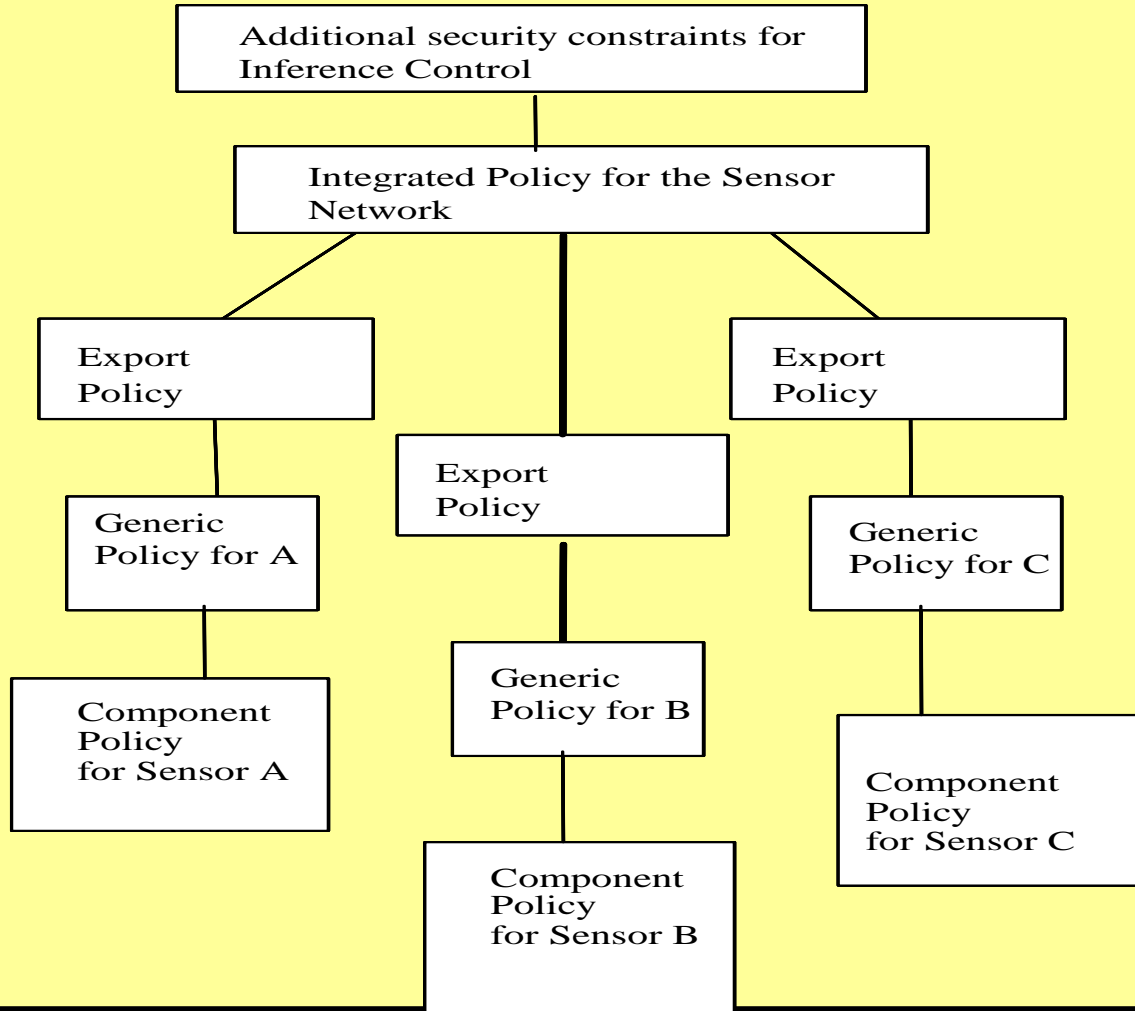 Additional security constraints for
Inference Control
Integrated Policy for the Sensor
Network
Export
Policy
Export
Policy
Export
Policy
Generic
Policy for A
Generic
Policy for C
Generic
Policy for B
Component
Policy
for Sensor A
Component
Policy
for Sensor C
Component
Policy
for Sensor B